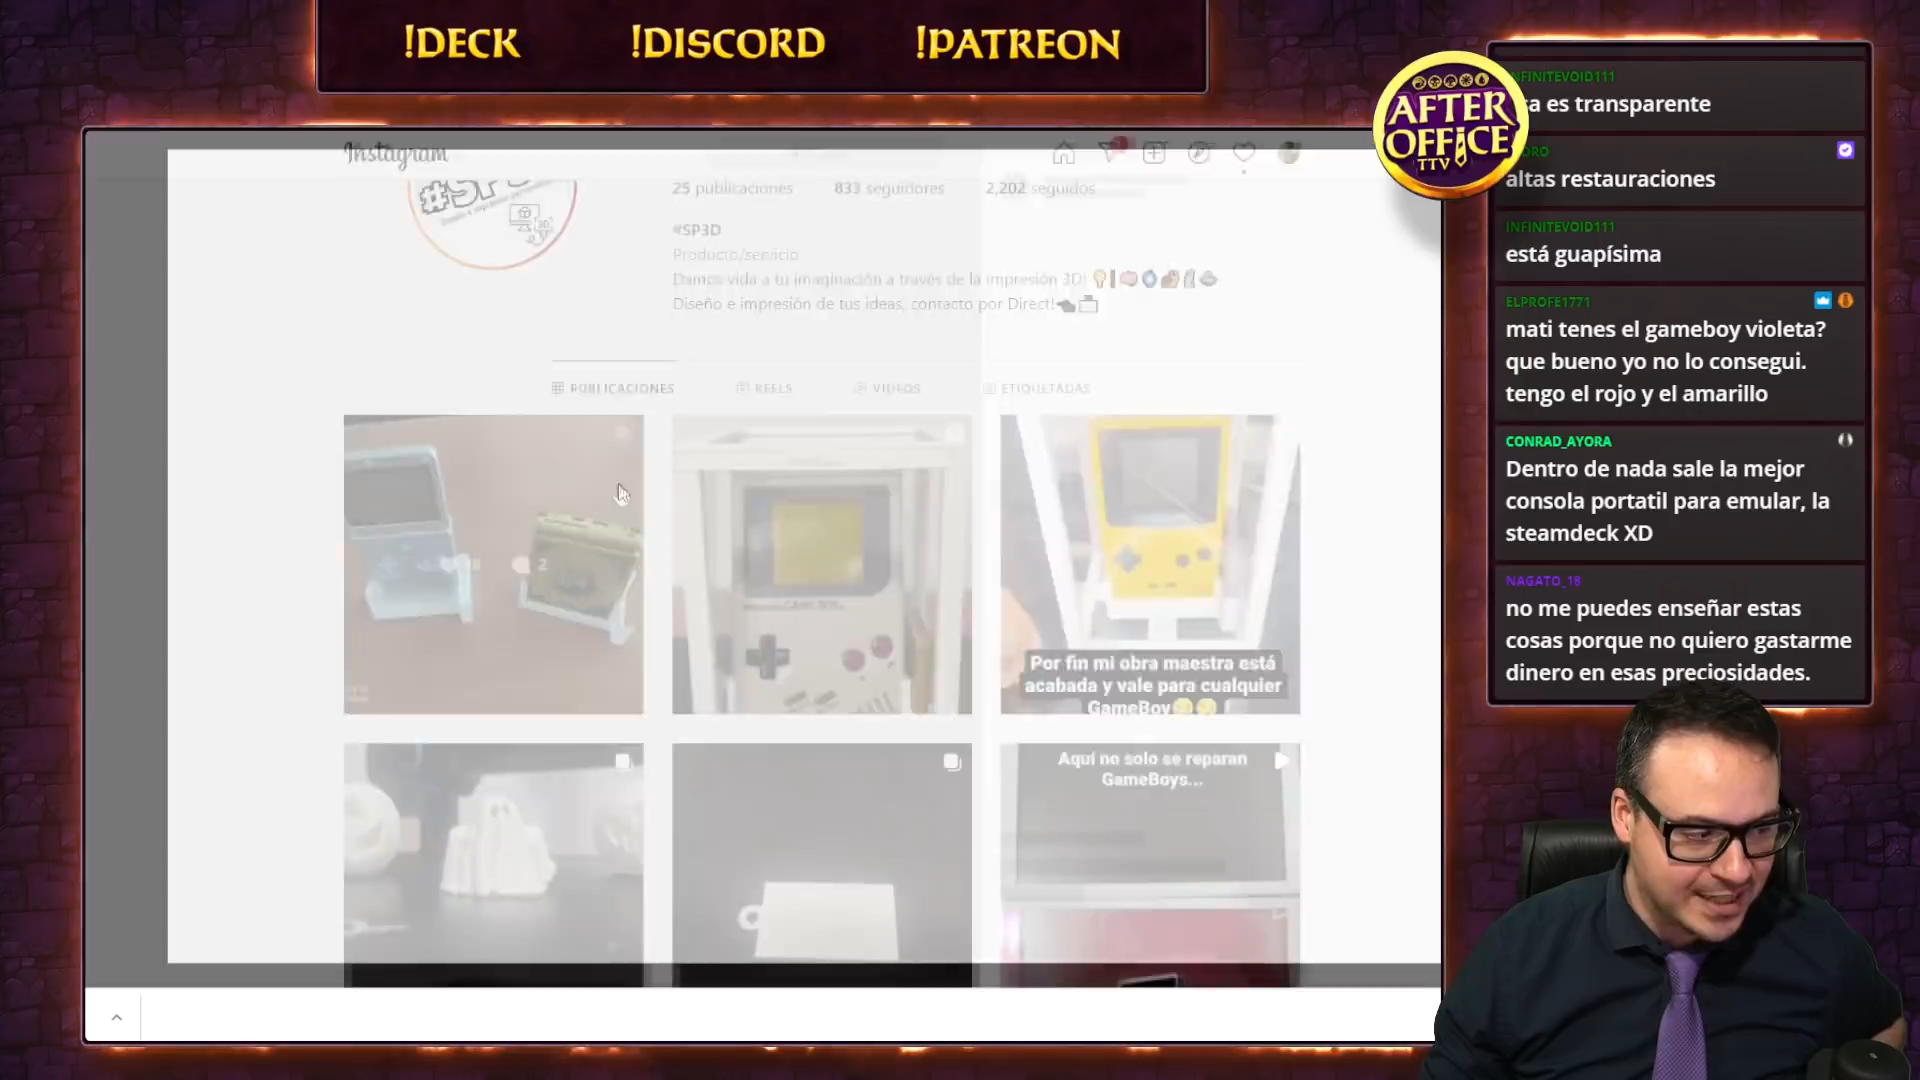 !DECK !DISCORD !PATREON
AFTER
OFFICE
TTV
Instagram
#SP3
25 publicaciones 833 seguidores 2,202 seguidos
#SP3D
Producto/servicio
Damos vida a tu imaginación a través de la impresión 3D!
Diseño e impresión de tus ideas, contacto por Direct!
PUBLICACIONES REELS VIDEOS ETIQUETADAS
2
GAME BOY
Por fin mi obra maestra está
acabada y vale para cualquier
GameBoy
Aquí no solo se reparan
GameBoys...
INFINITEVOID111
es transparente
altas restauraciones
INFINITEVOID111
está guapísima
ELPROFE1771
mati tenes el gameboy violeta?
que bueno yo no lo consegui.
tengo el rojo y el amarillo
CONRAD_AYORA
Dentro de nada sale la mejor
consola portatil para emular, la
steamdeck XD
NAGATO_18
no me puedes enseñar estas
cosas porque no quiero gastarme
dinero en esas preciosidades.